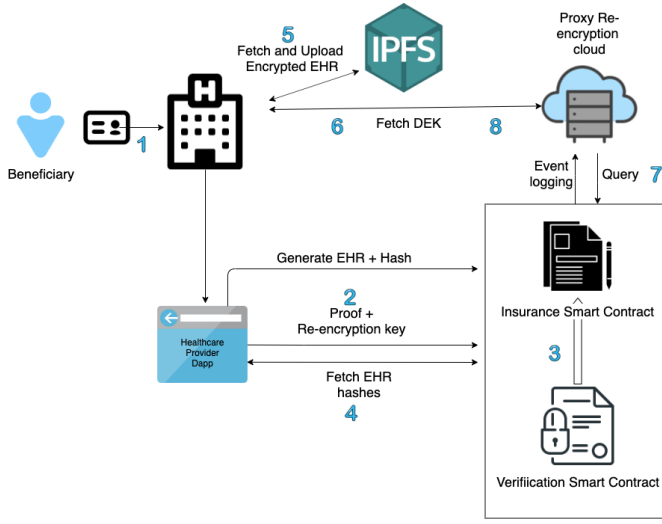 Proxy Re-
encryption
cloud
5
Fetch and Upload
Encrypted EHR
IPFS
H
6
Fetch DEK
8
1
Beneficiary
Event
logging
Query
7
Generate EHR + Hash
2
Proof +
Re-encryption key
Insurance Smart Contract
Healthcare
Provider
Dapp
3
Fetch EHR
hashes
4
Verifiication Smart Contract